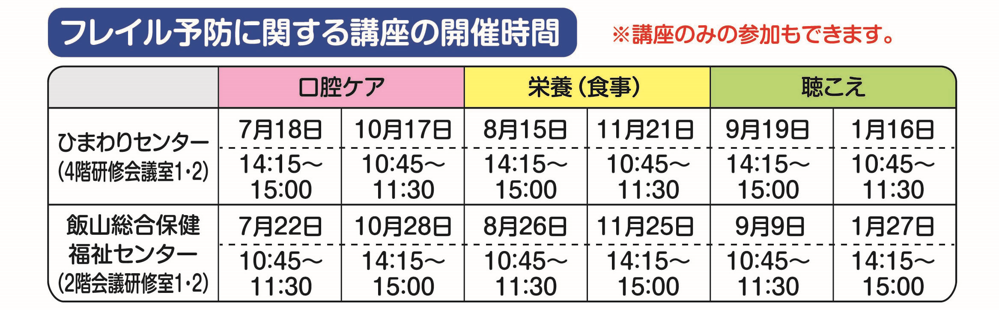 フレイル予防に関する講座の開催時間
※講座のみの参加もできます。
口腔ケア 栄養（食事） 聴こえ
ひまわりセンター
（4階研修会議室1・2）
7月18日 10月17日 8月15日 11月21日 9月19日 1月16日
14:15～ 10:45～ 14:15～ 10:45～ 14:15～ 10:45～
15:00 11:30 15:00 11:30 15:00 11:30
飯山総合保健
福祉センター
（2階会議研修室1・2）
7月22日 10月28日 8月26日 11月25日 9月9日 1月27日
10:45～ 14:15～ 10:45～ 14:15～ 10:45～ 14:15～
11:30 15:00 11:30 15:00 11:30 15:00